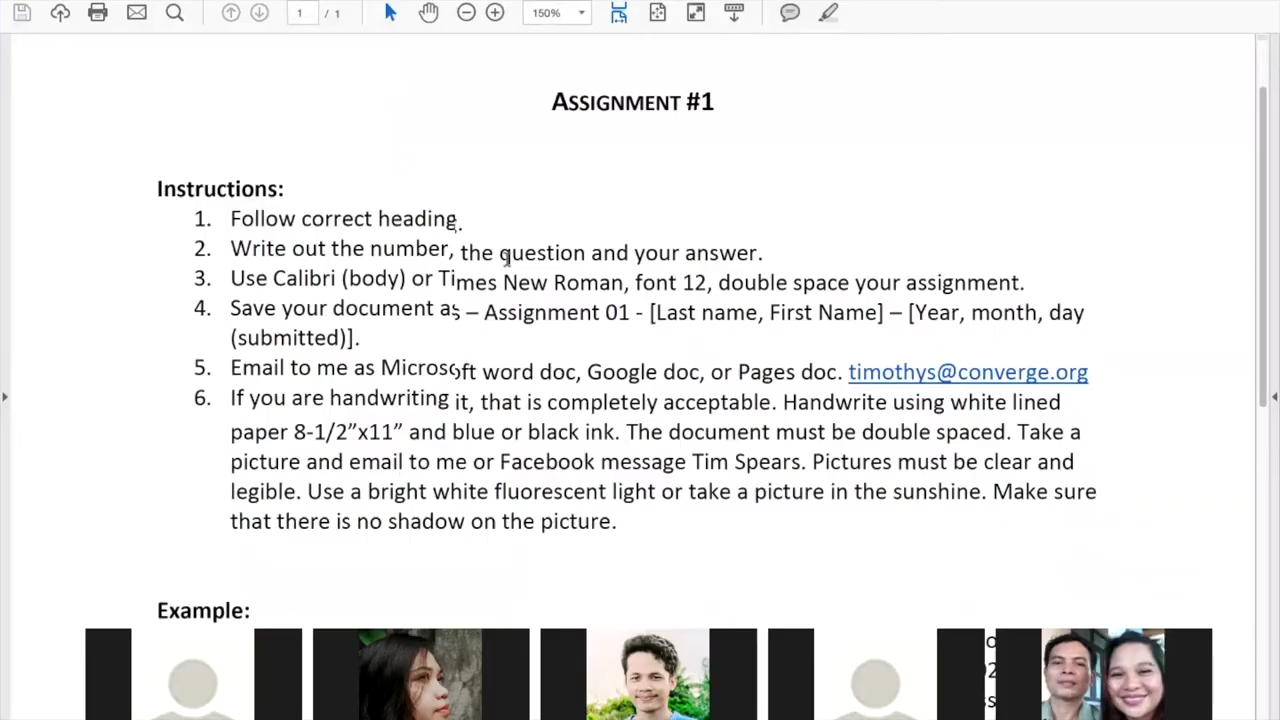 1 / 1 150%
ASSIGNMENT #1
Instructions:
1. Follow correct heading.
2. Write out the number, the question and your answer.
3. Use Calibri (body) or Times New Roman, font 12, double space your assignment.
4. Save your document as – Assignment 01 - [Last name, First Name] – [Year, month, day
(submitted)].
5. Email to me as Microsoft word doc, Google doc, or Pages doc. timothys@converge.org
6. If you are handwriting it, that is completely acceptable. Handwrite using white lined
paper 8-1/2”x11” and blue or black ink. The document must be double spaced. Take a
picture and email to me or Facebook message Tim Spears. Pictures must be clear and
legible. Use a bright white fluorescent light or take a picture in the sunshine. Make sure
that there is no shadow on the picture.
Example: